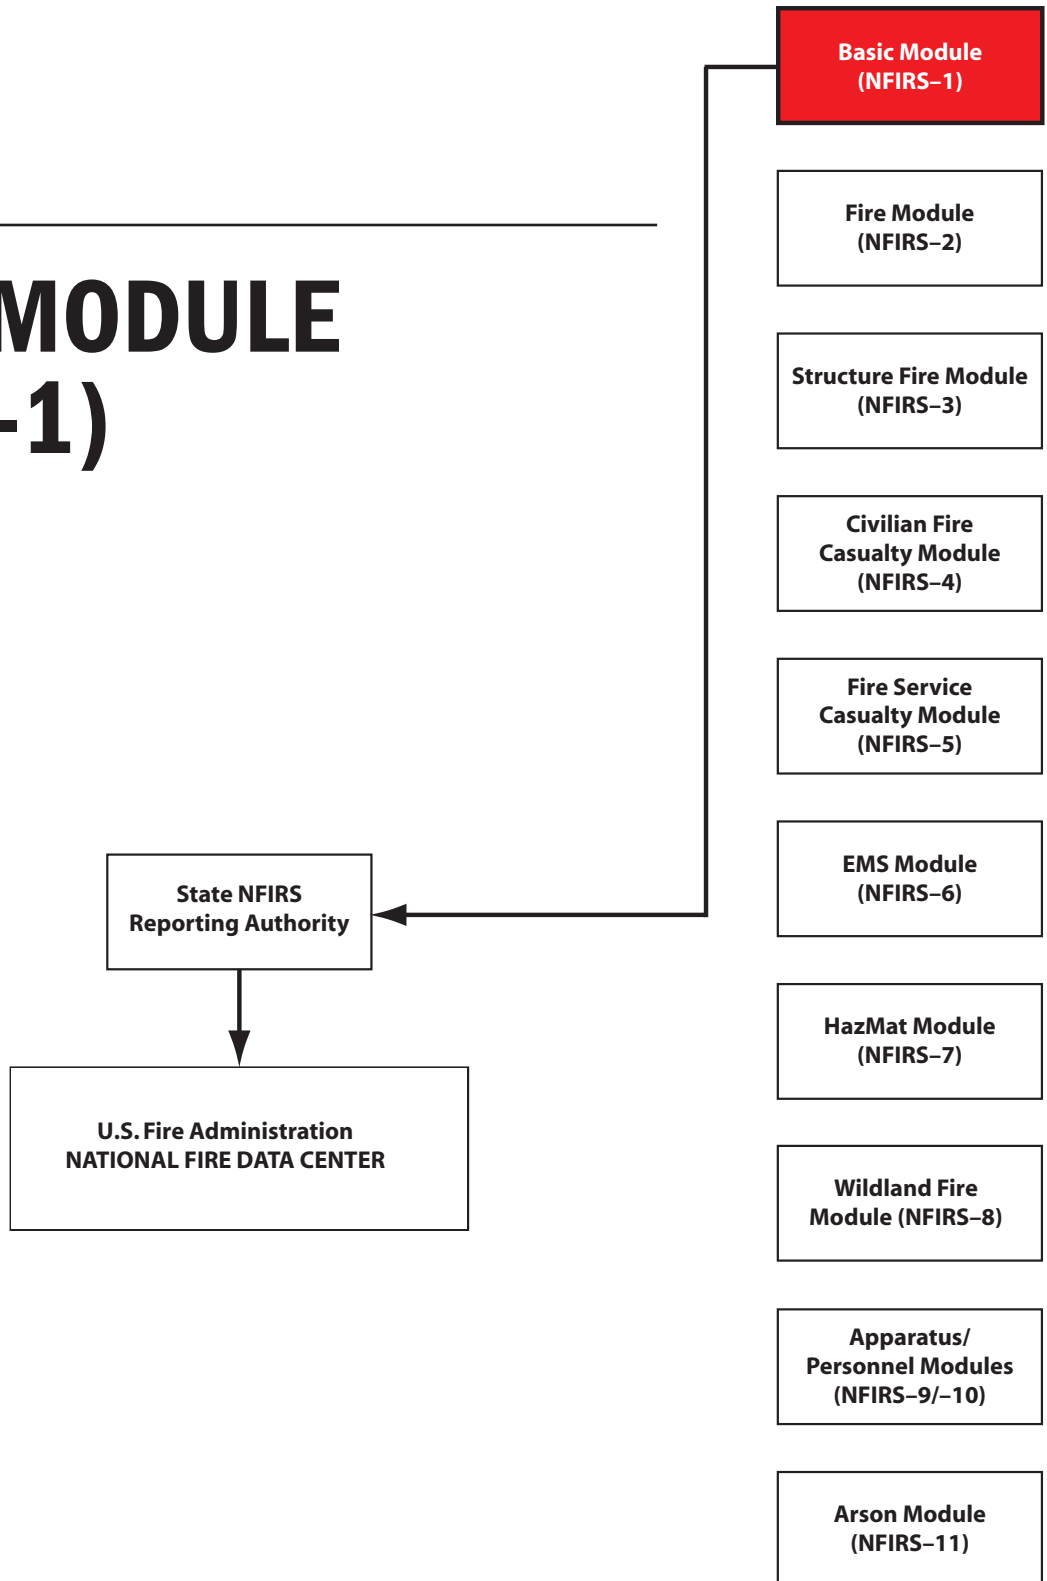 MODULE
-1)
Basic Module
(NFIRS–1)
Fire Module
(NFIRS–2)
Structure Fire Module
(NFIRS–3)
Civilian Fire
Casualty Module
(NFIRS–4)
Fire Service
Casualty Module
(NFIRS–5)
EMS Module
(NFIRS–6)
HazMat Module
(NFIRS–7)
Wildland Fire
Module (NFIRS–8)
Apparatus/
Personnel Modules
(NFIRS–9/–10)
Arson Module
(NFIRS–11)
State NFIRS
Reporting Authority
U.S. Fire Administration
NATIONAL FIRE DATA CENTER